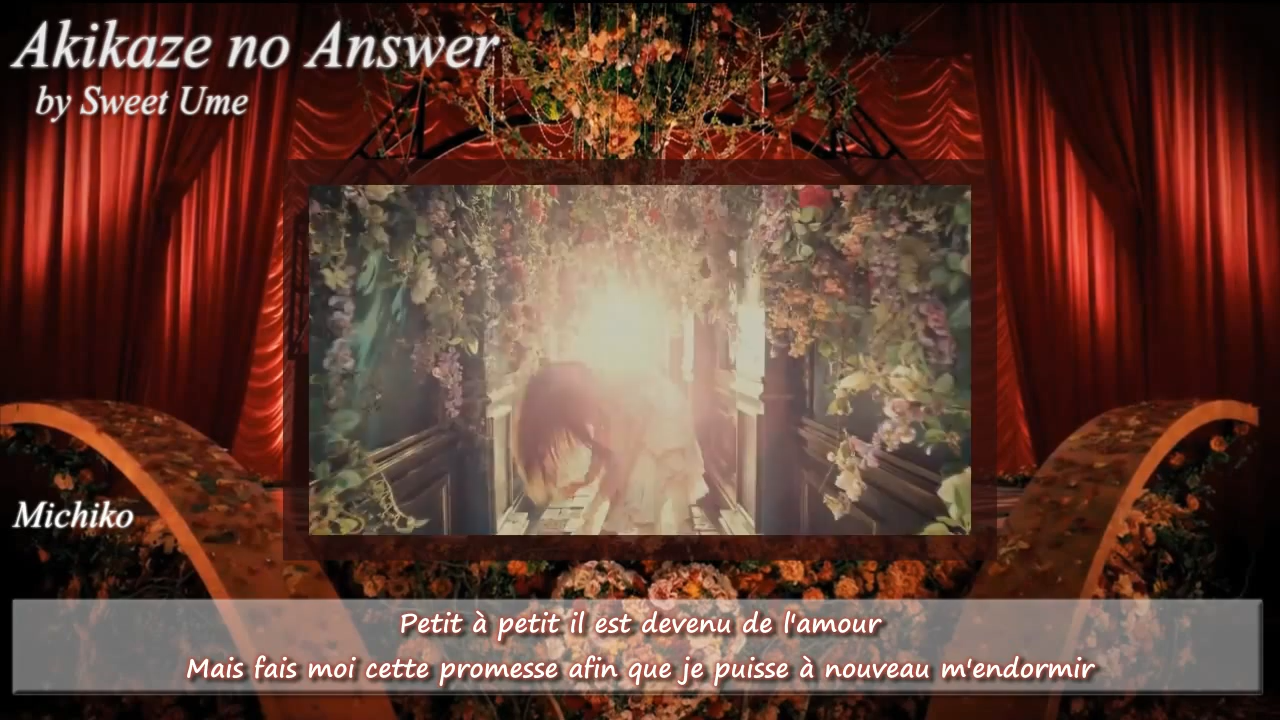 Akikaze no Answer
by Sweet Ume
Michiko
Petit à petit il est devenu de l'amour
Mais fais moi cette promesse afin que je puisse à nouveau m'endormir